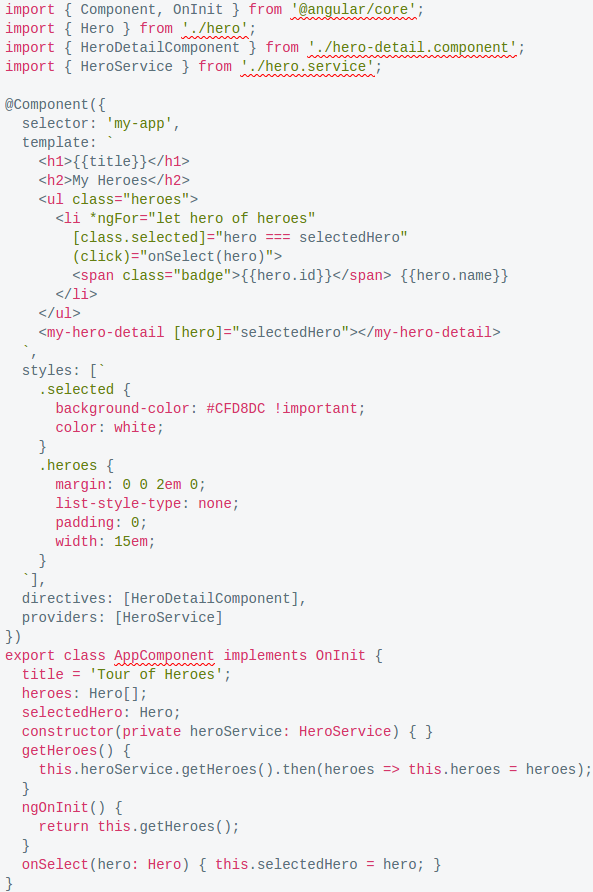 import { Component, OnInit } from '@angular/core';
import { Hero } from './hero';
import { HeroDetailComponent } from './hero-detail.component';
import { HeroService } from './hero.service';

@Component({
  selector: 'my-app',
  template: `
    <h1>{{title}}</h1>
    <h2>My Heroes</h2>
    <ul class="heroes">
      <li *ngFor="let hero of heroes"
        [class.selected]="hero === selectedHero"
        (click)="onSelect(hero)">
        <span class="badge">{{hero.id}}</span> {{hero.name}}
      </li>
    </ul>
    <my-hero-detail [hero]="selectedHero"></my-hero-detail>
  `,
  styles: [`
    .selected {
      background-color: #CFD8DC !important;
      color: white;
    }
    .heroes {
      margin: 0 0 2em 0;
      list-style-type: none;
      padding: 0;
      width: 15em;
    }
  `],
  directives: [HeroDetailComponent],
  providers: [HeroService]
})
export class AppComponent implements OnInit {
  title = 'Tour of Heroes';
  heroes: Hero[];
  selectedHero: Hero;
  constructor(private heroService: HeroService) { }
  getHeroes() {
    this.heroService.getHeroes().then(heroes => this.heroes = heroes);
  }
  ngOnInit() {
    return this.getHeroes();
  }
  onSelect(hero: Hero) { this.selectedHero = hero; }
}